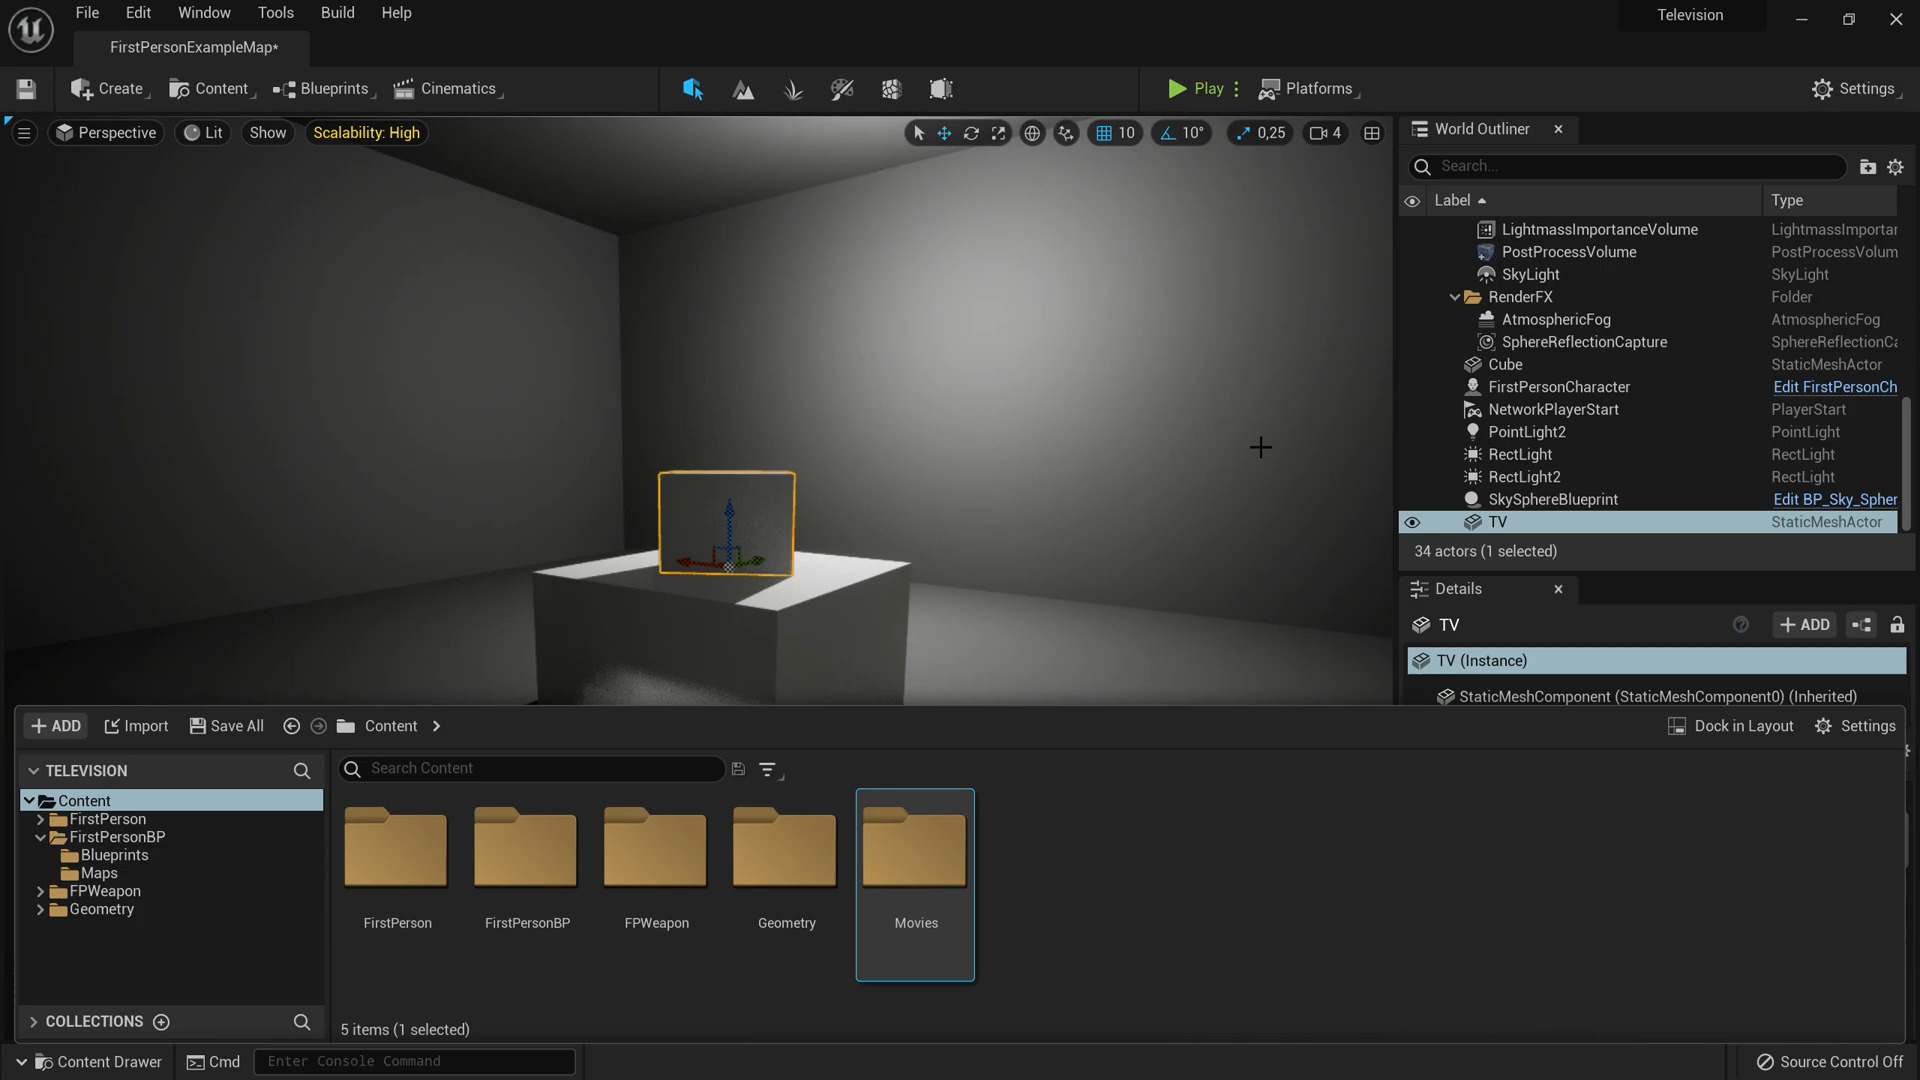 File Edit Window Tools Build Help
Television
FirstPersonExampleMap*
Create Content Blueprints Cinematics Play Platforms Settings
Perspective Lit Show Scalability: High 10 10° 0,25 4
World Outliner
Search...
Label Type
LightmassImportanceVolume LightmassImportan
PostProcessVolume PostProcessVolum
SkyLight SkyLight
RenderFX Folder
AtmosphericFog AtmosphericFog
SphereReflectionCapture SphereReflectionCa
Cube StaticMeshActor
FirstPersonCharacter Edit FirstPersonCh
NetworkPlayerStart PlayerStart
PointLight2 PointLight
RectLight RectLight
RectLight2 RectLight
SkySphereBlueprint Edit BP_Sky_Spher
TV StaticMeshActor
34 actors (1 selected)
Details
TV ADD
TV (Instance)
StaticMeshComponent (StaticMeshComponent0) (Inherited)
ADD Import Save All Content Dock in Layout Settings
TELEVISION
Search Content
Content
FirstPerson
FirstPersonBP
Blueprints
Maps
FPWeapon
Geometry
FirstPerson FirstPersonBP FPWeapon Geometry Movies
COLLECTIONS
5 items (1 selected)
Content Drawer Cmd Enter Console Command Source Control Off